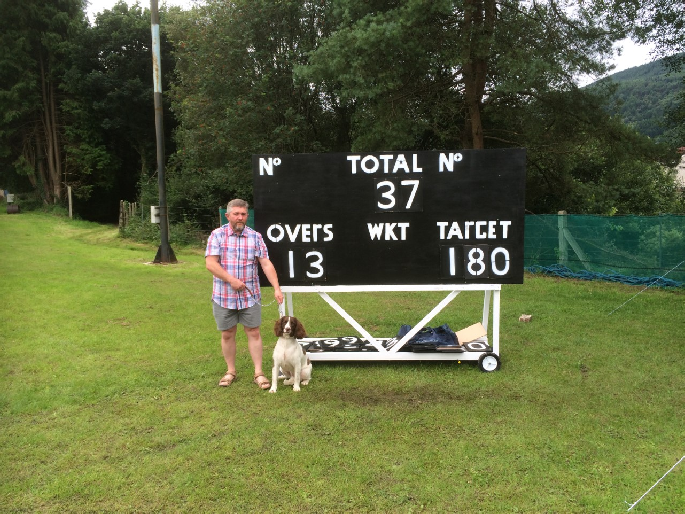 Nº TOTAL Nº
37
OVERS WKT TARGET
13 180